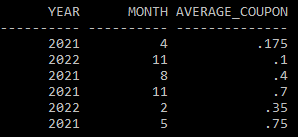 YEAR MONTH AVERAGE_COUPON
---------- ---------- --------------
2021 4 .175
2022 11 .1
2021 8 .4
2021 11 .7
2022 2 .35
2021 5 .75